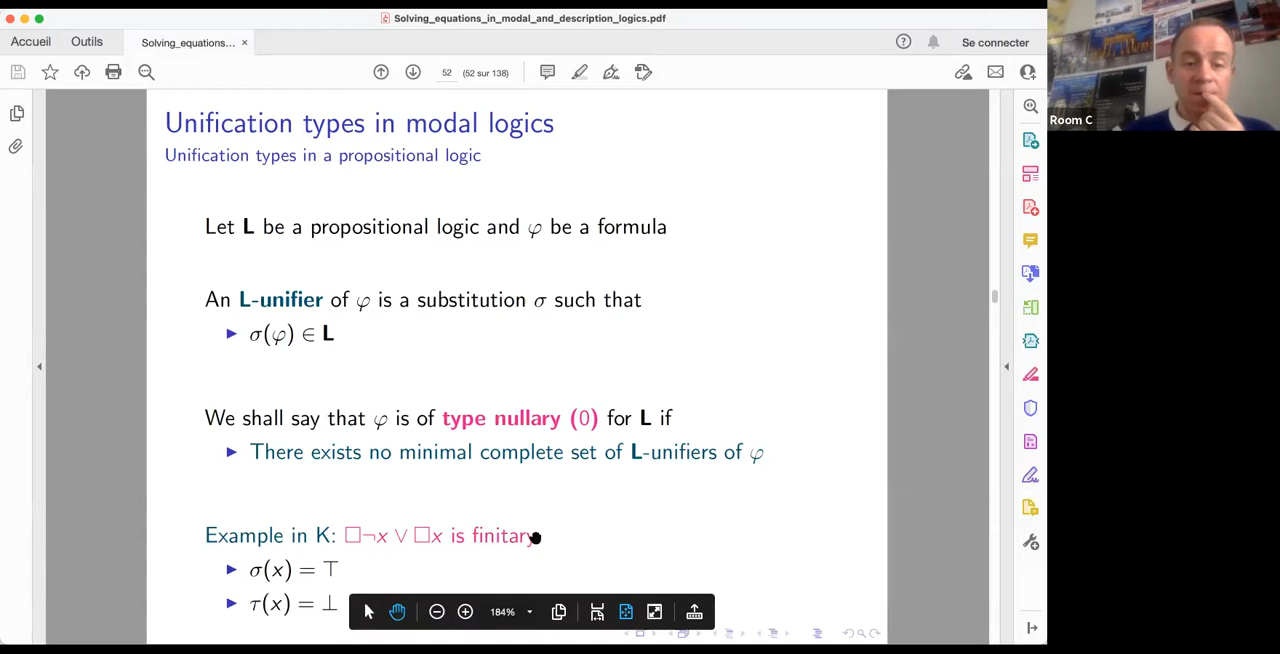 Solving_equations_in_modal_and_description_logics.pdf
Accueil Outils Solving_equations... × Se connecter
52 (52 sur 138)
Room C
Unification types in modal logics
Unification types in a propositional logic
Let L be a propositional logic and φ be a formula
An L-unifier of φ is a substitution σ such that
▶ σ(φ) ∈ L
We shall say that φ is of type nullary (0) for L if
▶ There exists no minimal complete set of L-unifiers of φ
Example in K: □¬x ∨ □x is finitary
▶ σ(x) = ⊤
▶ τ(x) = ⊥
184%